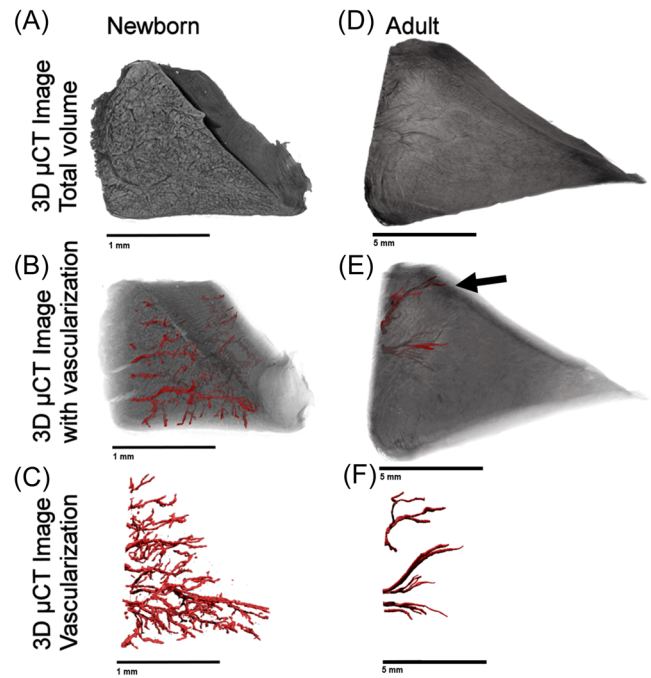 (A)
Newborn
(D)
Adult
3D µCT Image
Total volume
1 mm
5 mm
(B)
(E)
3D µCT Image
with vascularization
1 mm
5 mm
(C)
(F)
3D µCT Image
Vascularization
1 mm
5 mm